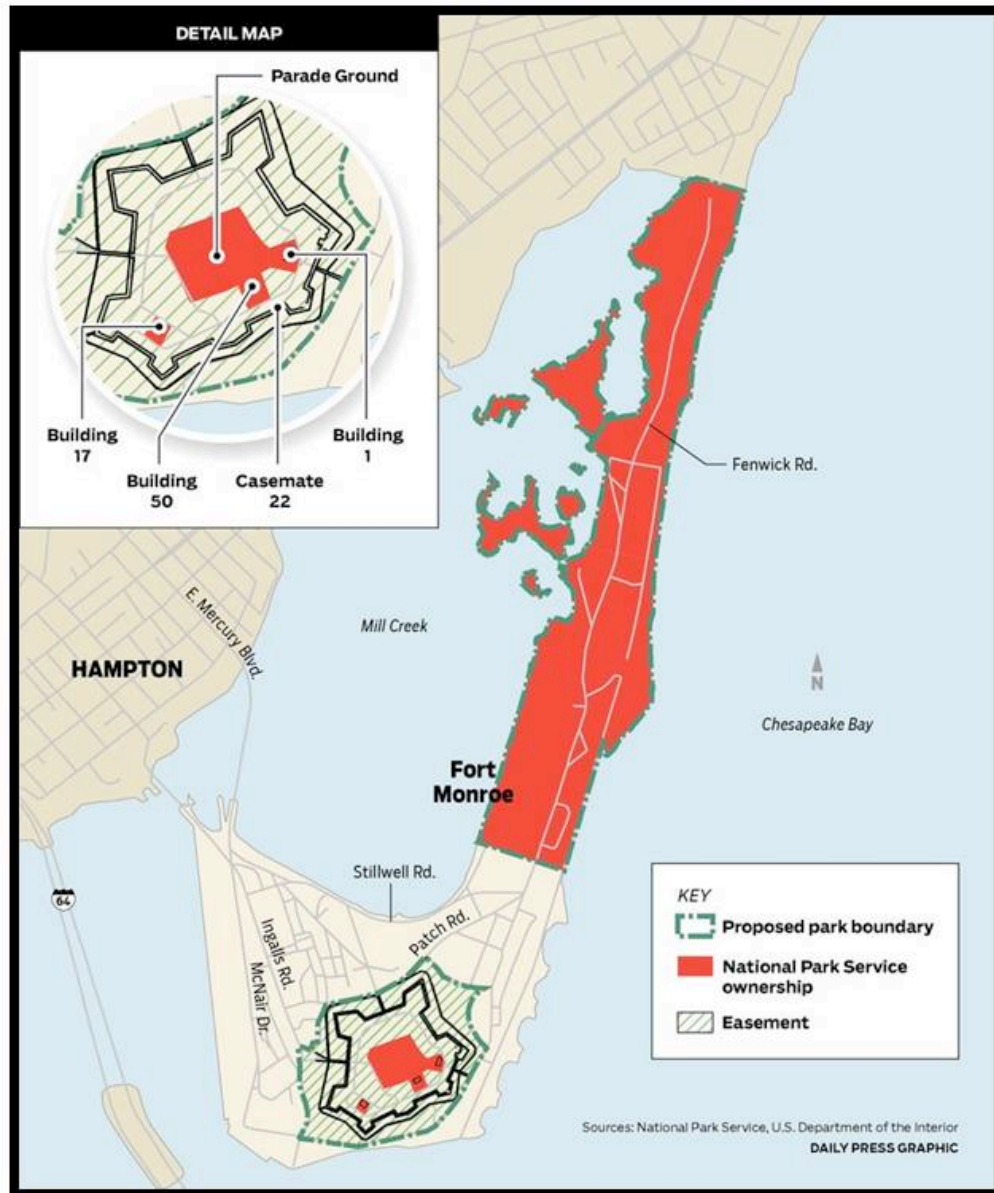 DETAIL MAP
Parade Ground
Building
17
Building
50
Casemate
22
Building
1
Fenwick Rd.
E. Mercury Blvd.
Mill Creek
HAMPTON
N
Chesapeake Bay
Fort
Monroe
Stillwell Rd.
64
Patch Rd.
Ingalls Rd.
McNair Dr.
KEY
Proposed park boundary
National Park Service
ownership
Easement
Sources: National Park Service, U.S. Department of the Interior
DAILY PRESS GRAPHIC